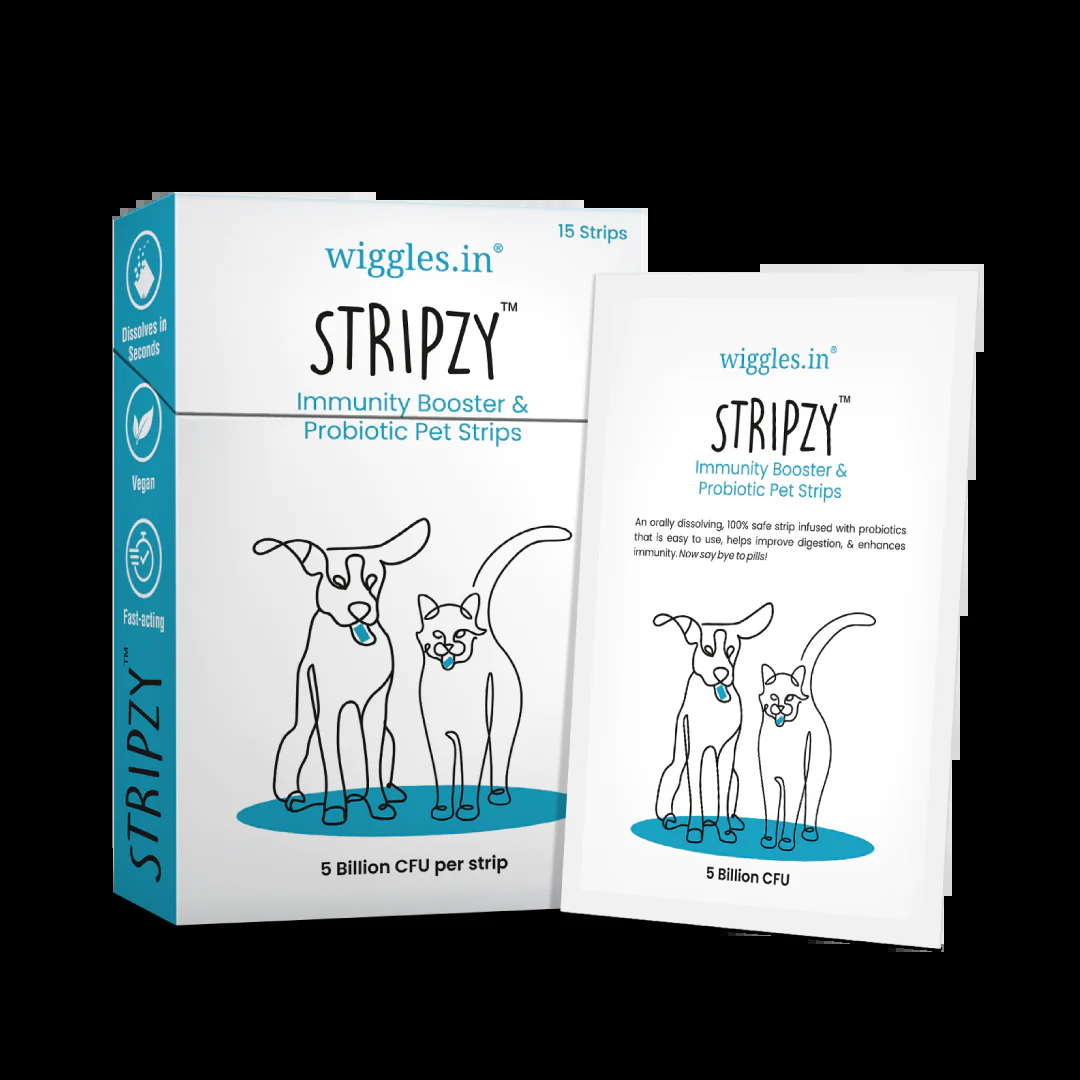 15 Strips
wiggles.in®
STRIPZY™
Immunity Booster &
Probiotic Pet Strips
5 Billion CFU per strip
Dissolves in
Seconds
Vegan
Fast-acting
STRIPZY™
wiggles.in®
STRIPZY™
Immunity Booster &
Probiotic Pet Strips
An orally dissolving, 100% safe strip infused with probiotics
that is easy to use, helps improve digestion, & enhances
immunity. Now say bye to pills!
5 Billion CFU